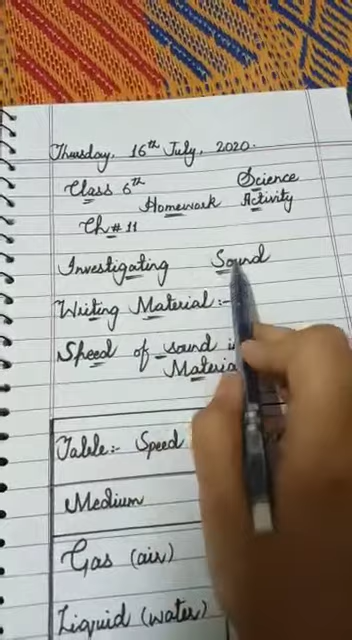 Thursday, 16th July, 2020.
Class 6th Science
Homework Activity
Ch # 11
Investigating Sound
Writing Material :-
Speed of sound
Table:- Speed
Medium
Gas (air)
Liquid (water)